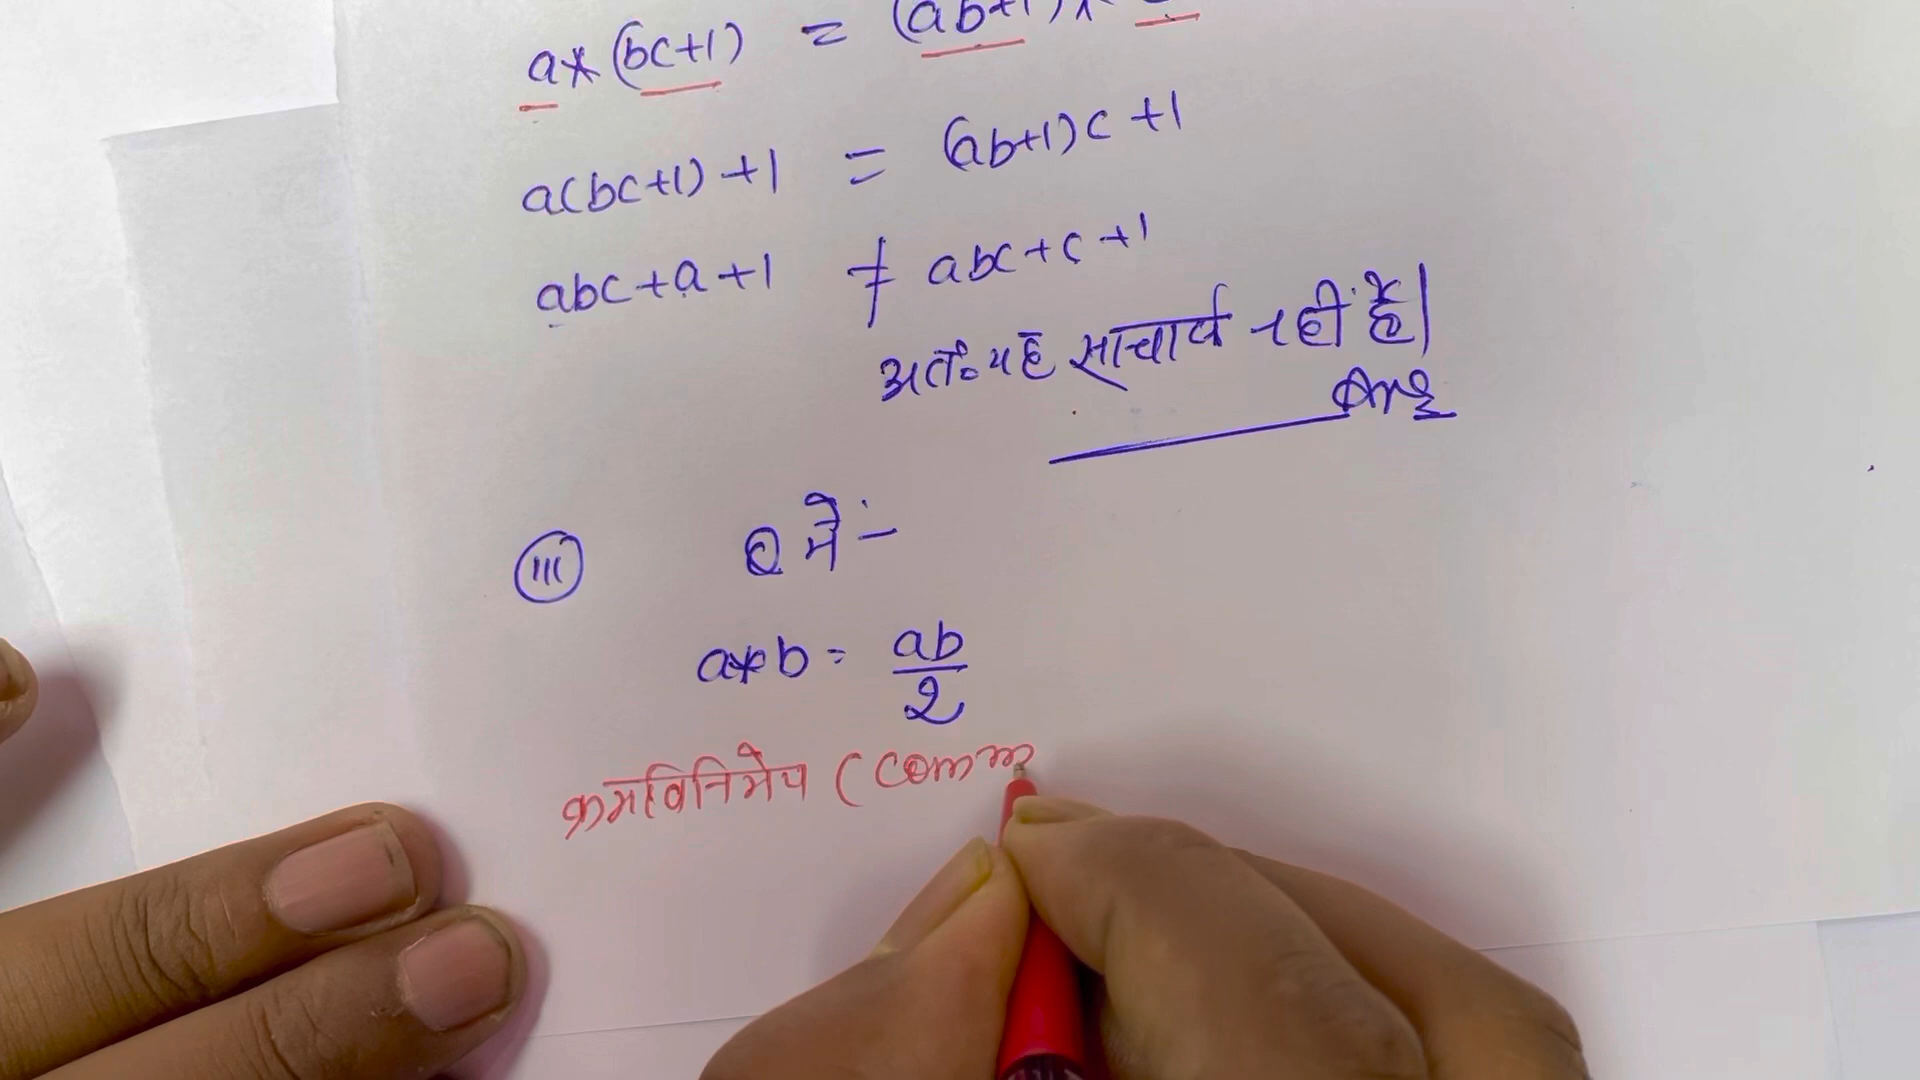 a * (bc+1) = (ab+1) *
a(bc+1) +1 = (ab+1)c +1
abc+a+1 ≠ abc+c+1
अतः यह साचार्य नही है।
Ans
(iii) Q में :-
a*b = ab/2
क्रमविनिमेय (comm